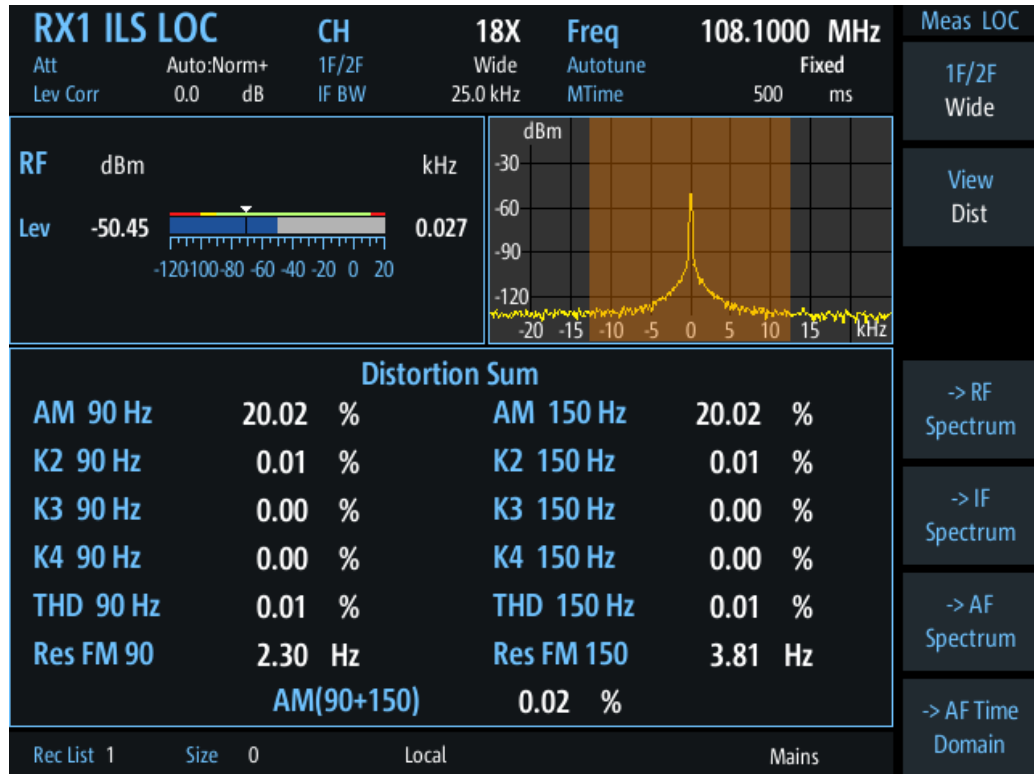 RX1 ILS LOC CH 18X Freq 108.1000 MHz
Att Auto:Norm+ 1F/2F Wide Autotune Fixed
Lev Corr 0.0 dB IF BW 25.0 kHz MTime 500 ms
Meas LOC
1F/2F
Wide
View
Dist
-> RF
Spectrum
-> IF
Spectrum
-> AF
Spectrum
-> AF Time
Domain
RF dBm kHz
Lev -50.45 0.027
-120 -100 -80 -60 -40 -20 0 20
dBm
-30
-60
-90
-120
-20 -15 -10 -5 0 5 10 15 kHz
Distortion Sum
AM 90 Hz 20.02 % AM 150 Hz 20.02 %
K2 90 Hz 0.01 % K2 150 Hz 0.01 %
K3 90 Hz 0.00 % K3 150 Hz 0.00 %
K4 90 Hz 0.00 % K4 150 Hz 0.00 %
THD 90 Hz 0.01 % THD 150 Hz 0.01 %
Res FM 90 2.30 Hz Res FM 150 3.81 Hz
AM(90+150) 0.02 %
Rec List 1 Size 0 Local Mains